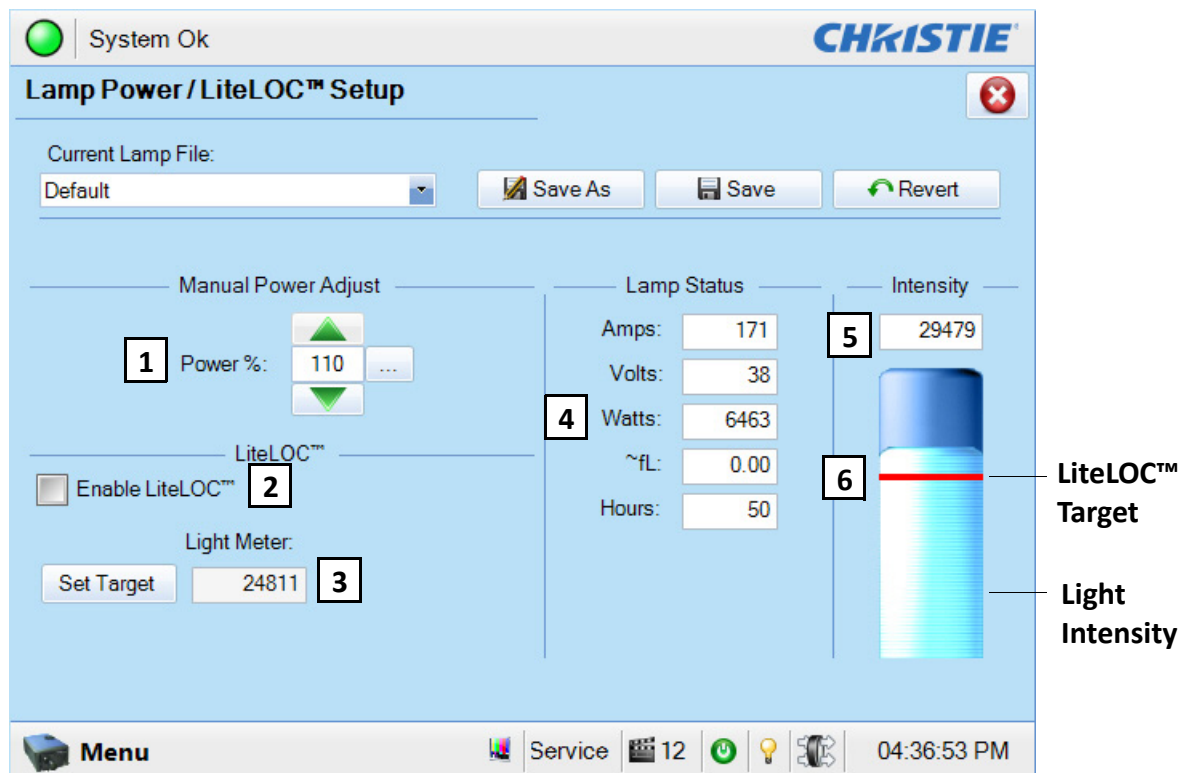 System Ok
CHRISTIE
Lamp Power / LiteLOC™ Setup
Current Lamp File:
Default
Save As
Save
Revert
Manual Power Adjust
1
Power %:
110
...
LiteLOC™
Enable LiteLOC™
2
Light Meter:
Set Target
24811
3
Lamp Status
Amps:
171
Volts:
38
4
Watts:
6463
~fL:
0.00
Hours:
50
Intensity
5
29479
6
LiteLOC™
Target
Light
Intensity
Menu
Service
12
04:36:53 PM